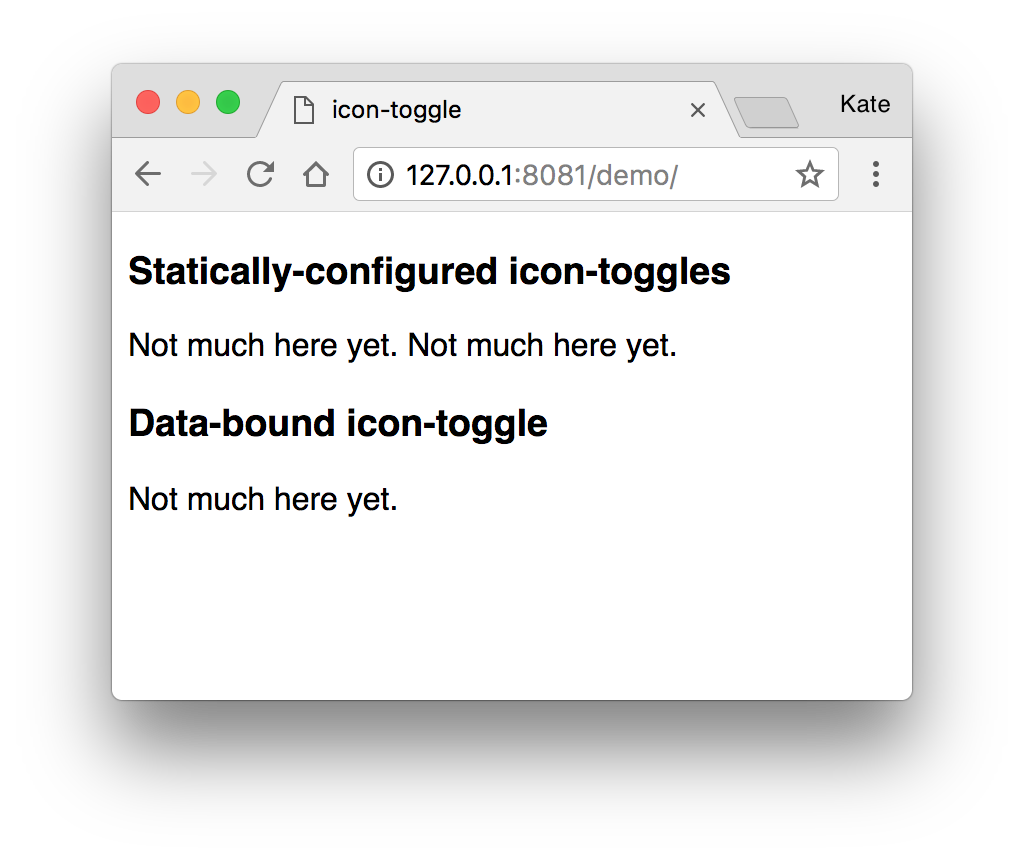 icon-toggle
Kate
127.0.0.1:8081/demo/
Statically-configured icon-toggles
Not much here yet. Not much here yet.
Data-bound icon-toggle
Not much here yet.